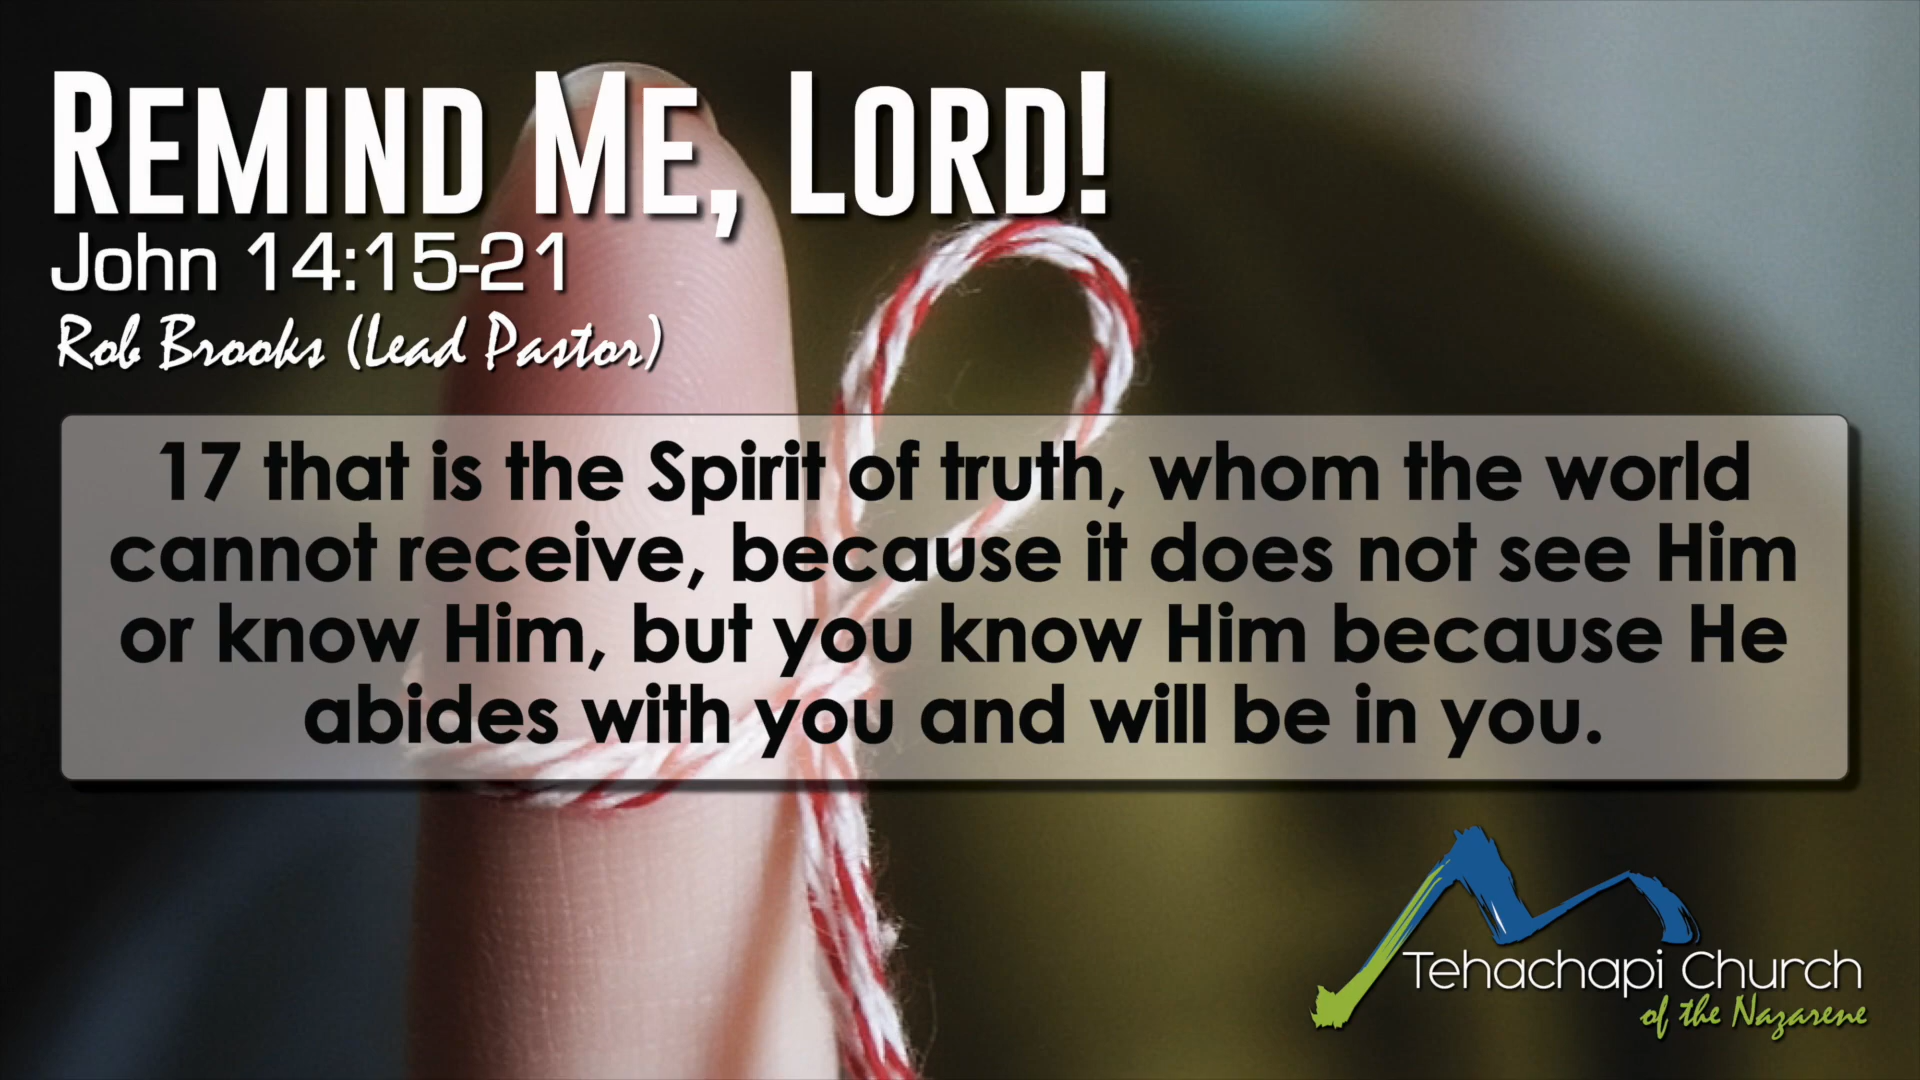 REMIND ME, LORD!
John 14:15-21
Rob Brooks (Lead Pastor)
17 that is the Spirit of truth, whom the world
cannot receive, because it does not see Him
or know Him, but you know Him because He
abides with you and will be in you.
Tehachapi Church
of the Nazarene